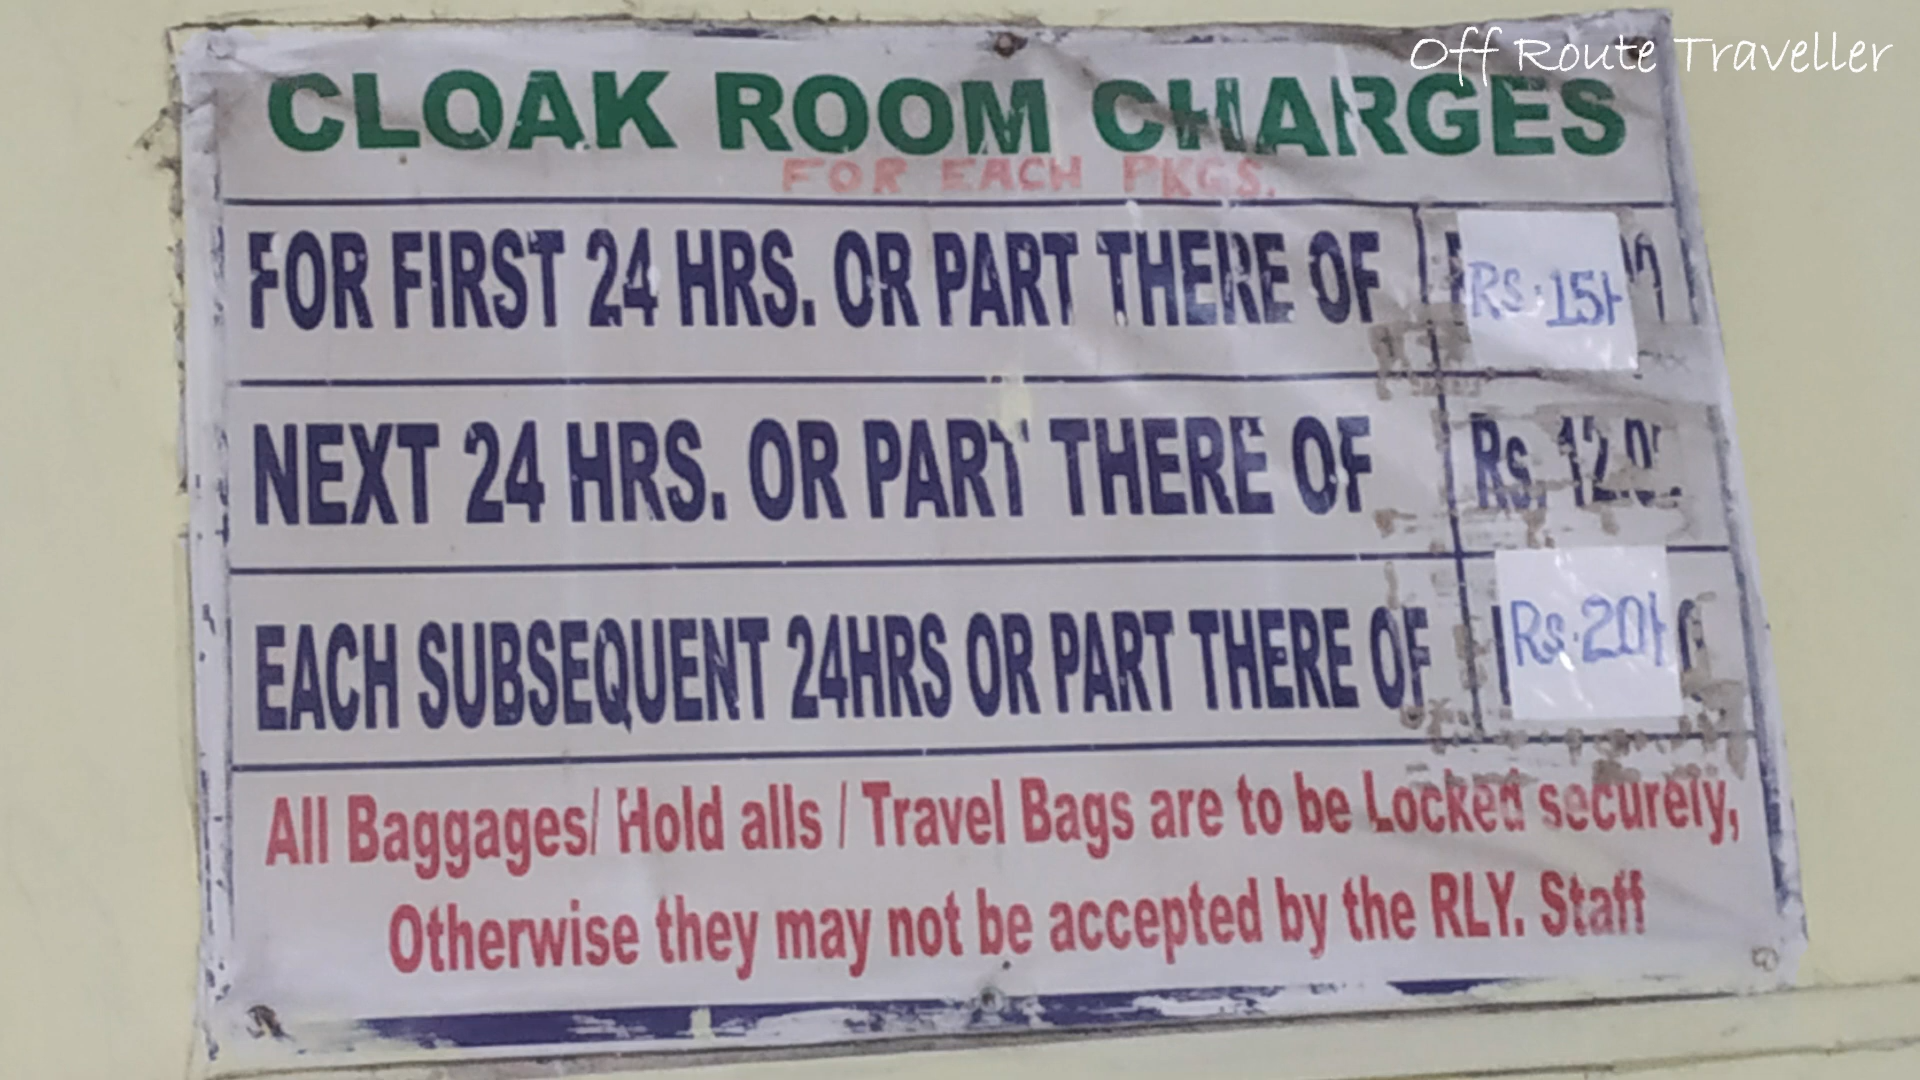 Off Route Traveller
CLOAK ROOM CHARGES
FOR EACH PKGS.
FOR FIRST 24 HRS. OR PART THERE OF Rs. 15/-
NEXT 24 HRS. OR PART THERE OF Rs.
EACH SUBSEQUENT 24HRS OR PART THERE OF Rs. 20/-
All Baggages/ Hold alls / Travel Bags are to be Locked securely,
Otherwise they may not be accepted by the RLY. Staff